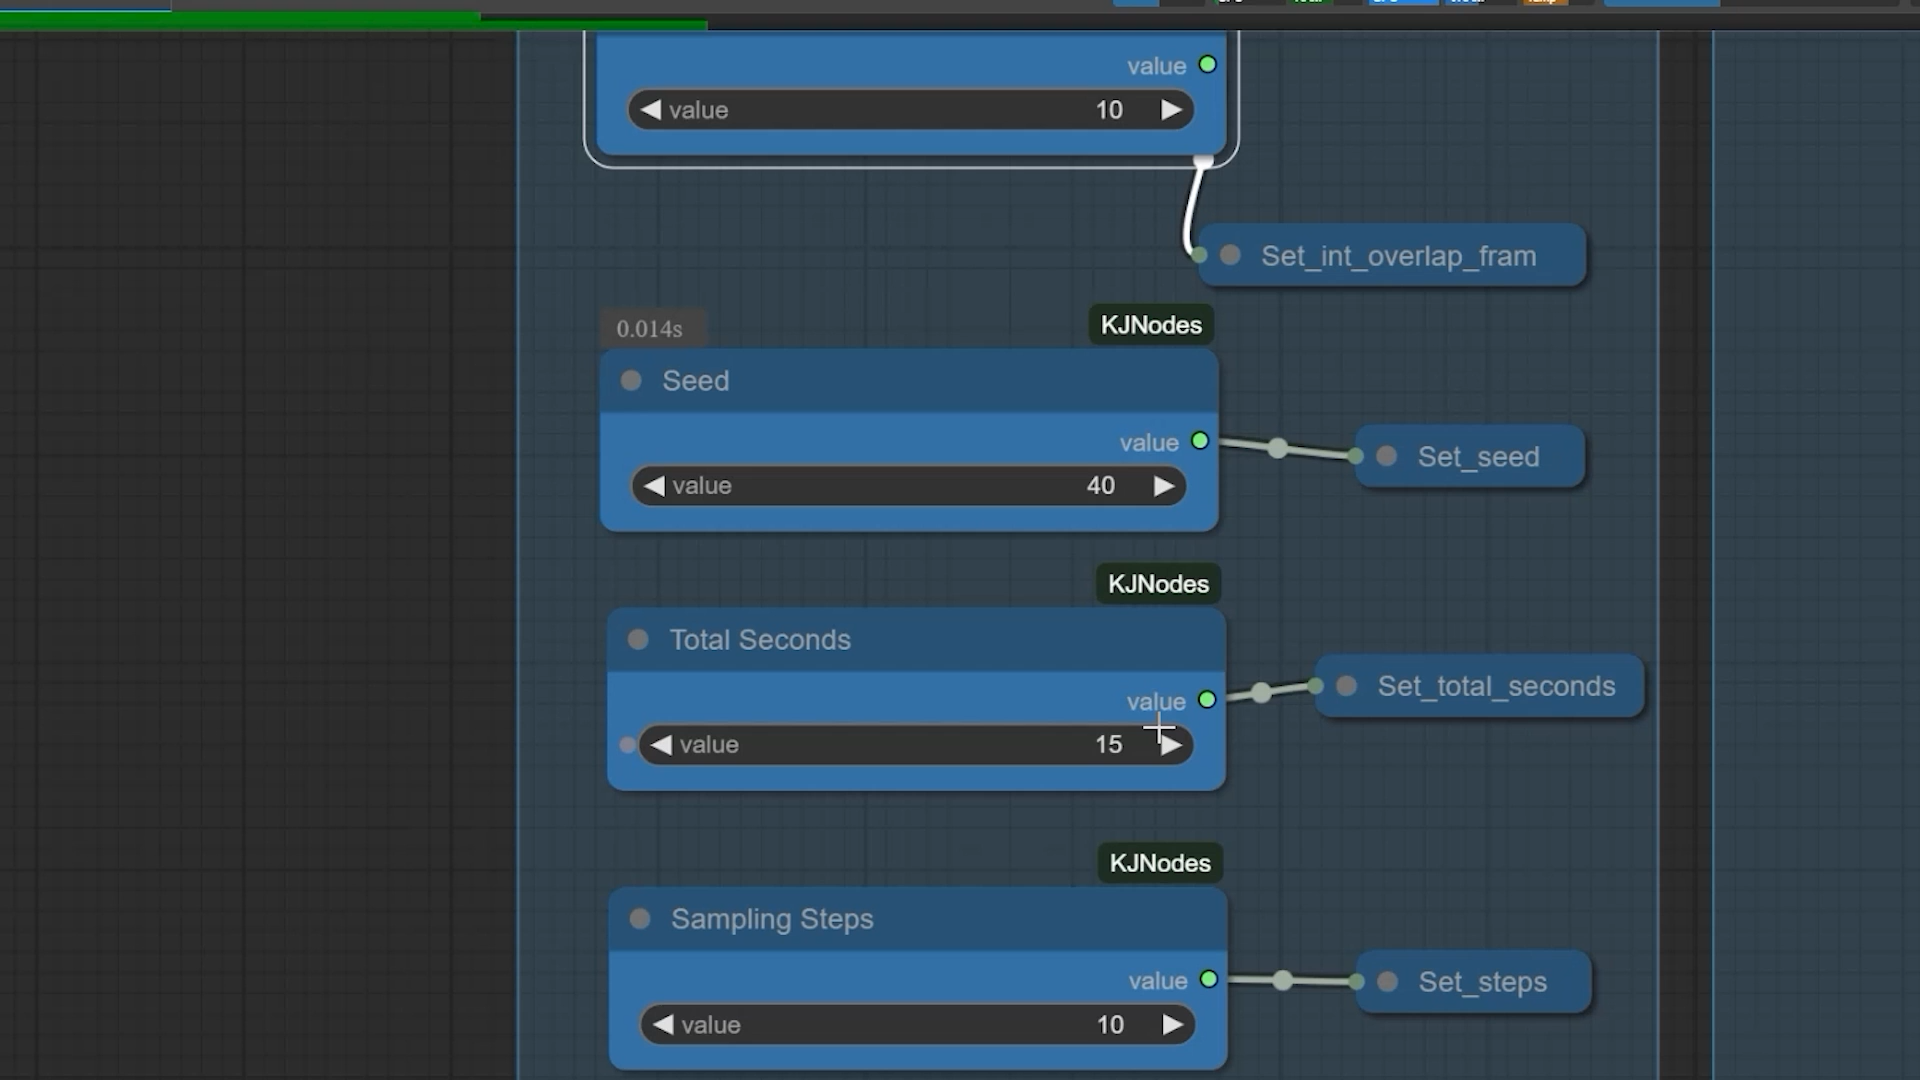 value
value 10
Set_int_overlap_fram
0.014s KJNodes
Seed
value
Set_seed
value 40
KJNodes
Total Seconds
Set_total_seconds
value
value 15
KJNodes
Sampling Steps
value
Set_steps
value 10